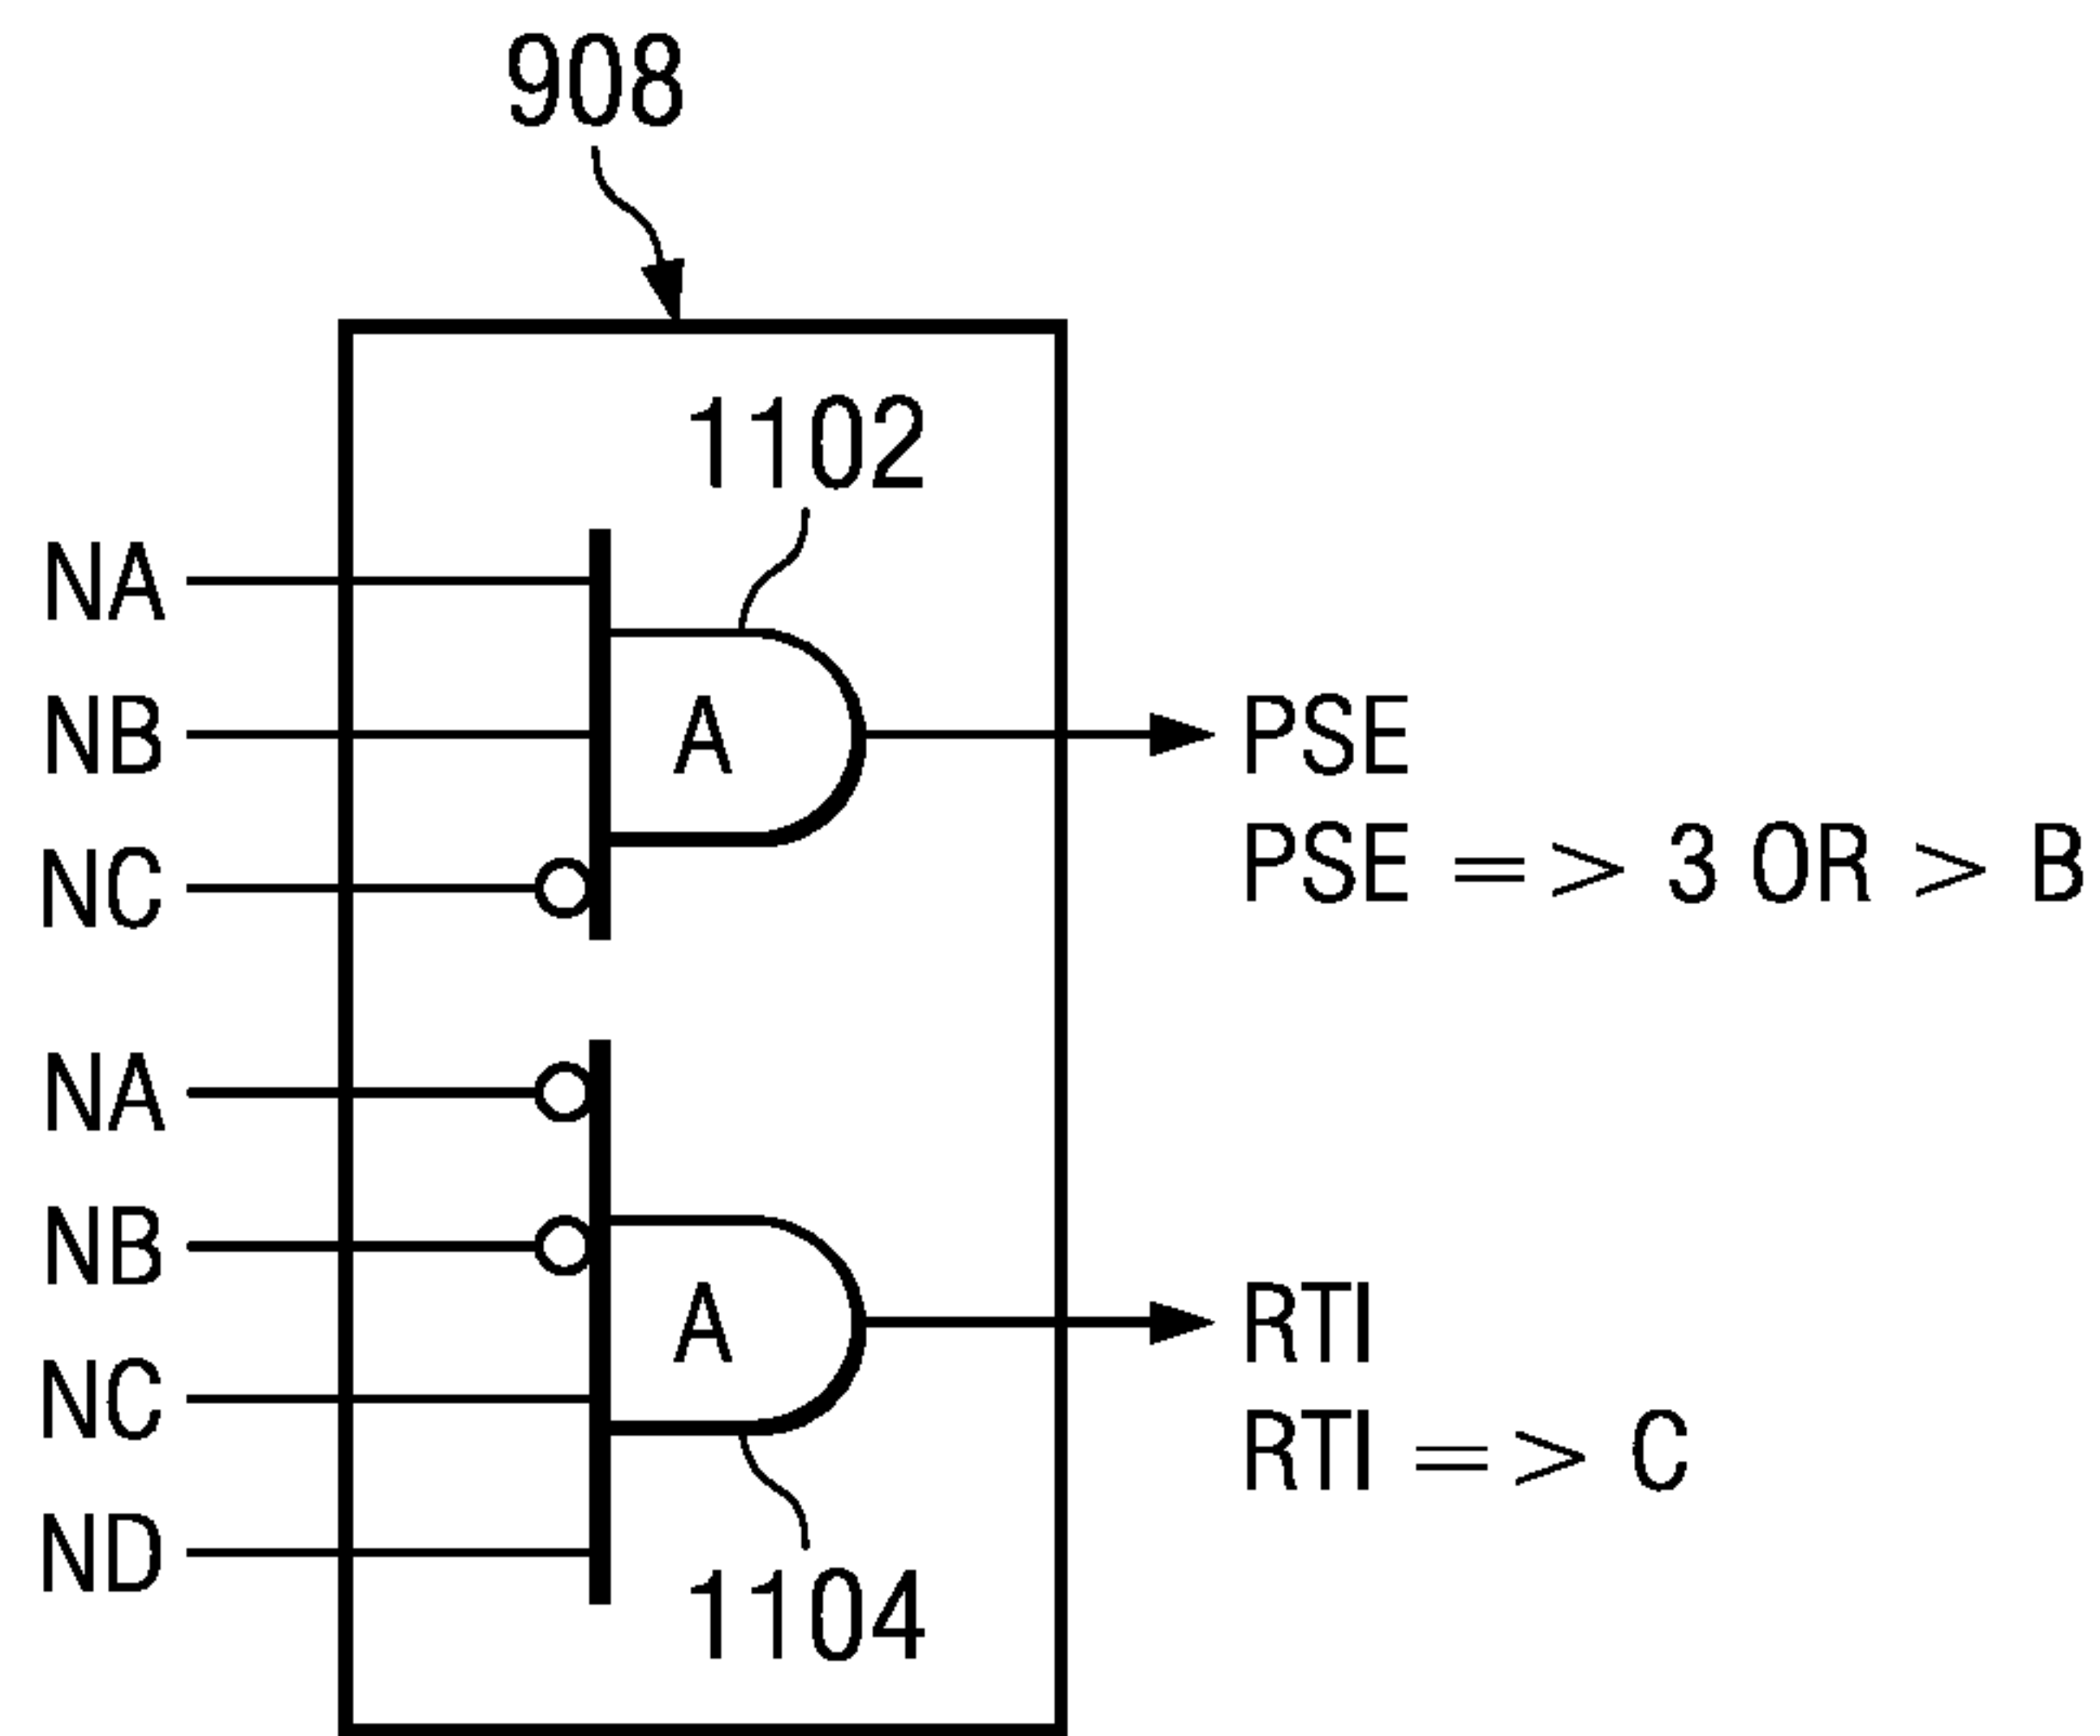 908
1102
NA
NB
A
PSE
NC
PSE = > 3 OR > B
NA
NB
A
RTI
NC
RTI = > C
ND
1104